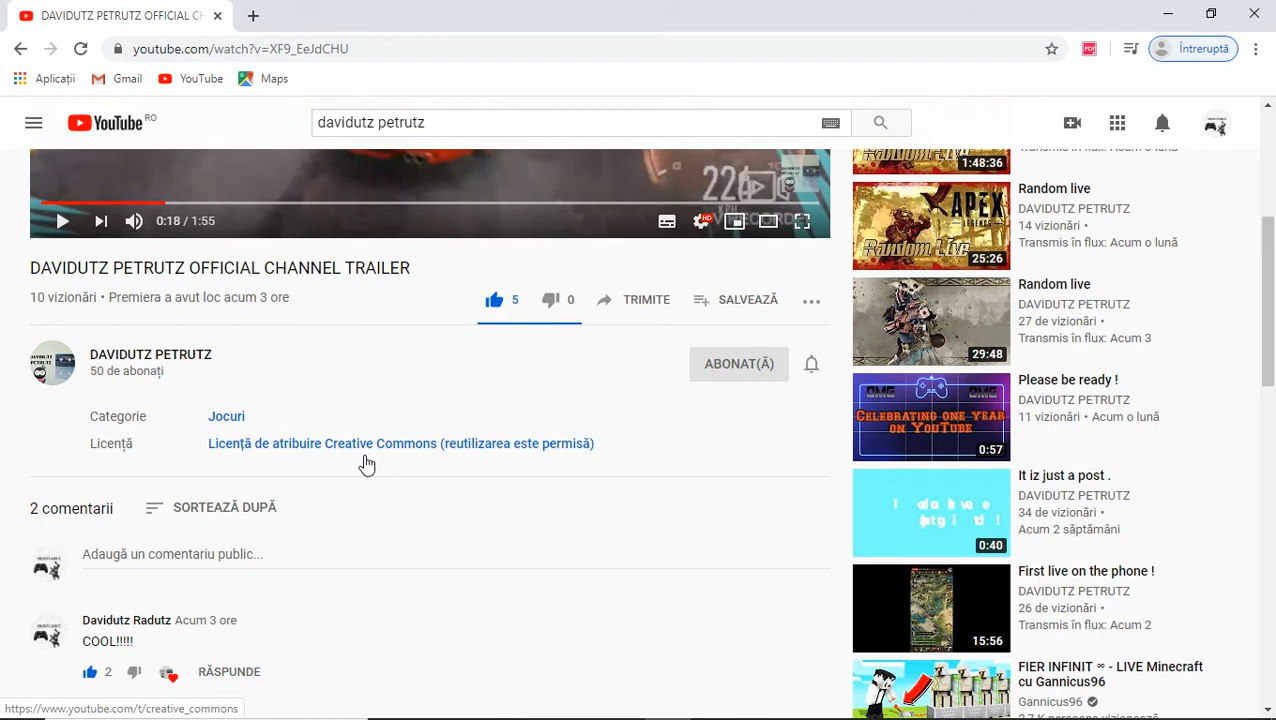 DAVIDUTZ PETRUTZ OFFICIAL CH
youtube.com/watch?v=XF9_EeJdCHU
PDF
Întreruptă
Aplicații
Gmail
YouTube
Maps
YouTube RO
davidutz petrutz
1:48:36
0:18 / 1:55
HD
DAVIDUTZ PETRUTZ OFFICIAL CHANNEL TRAILER
10 vizionări • Premiera a avut loc acum 3 ore
5
0
TRIMITE
SALVEAZĂ
DAVIDUTZ PETRUTZ
50 de abonați
ABONAT(Ă)
Categorie
Jocuri
Licență
Licență de atribuire Creative Commons (reutilizarea este permisă)
2 comentarii
SORTEAZĂ DUPĂ
Adaugă un comentariu public...
Davidutz Radutz Acum 3 ore
COOL!!!!!
2
RĂSPUNDE
https://www.youtube.com/t/creative_commons
APEX
LEGENDS
Random Live
25:26
Random live
DAVIDUTZ PETRUTZ
14 vizionări •
Transmis în flux: Acum o lună
29:48
Random live
DAVIDUTZ PETRUTZ
27 de vizionări •
Transmis în flux: Acum 3
OMG
OMG
CELEBRATING ONE YEAR
ON YOUTUBE
0:57
Please be ready !
DAVIDUTZ PETRUTZ
11 vizionări • Acum o lună
0:40
It iz just a post .
DAVIDUTZ PETRUTZ
34 de vizionări •
Acum 2 săptămâni
15:56
First live on the phone !
DAVIDUTZ PETRUTZ
26 de vizionări •
Transmis în flux: Acum 2
FIER INFINIT ∞ - LIVE Minecraft
cu Gannicus96
Gannicus96